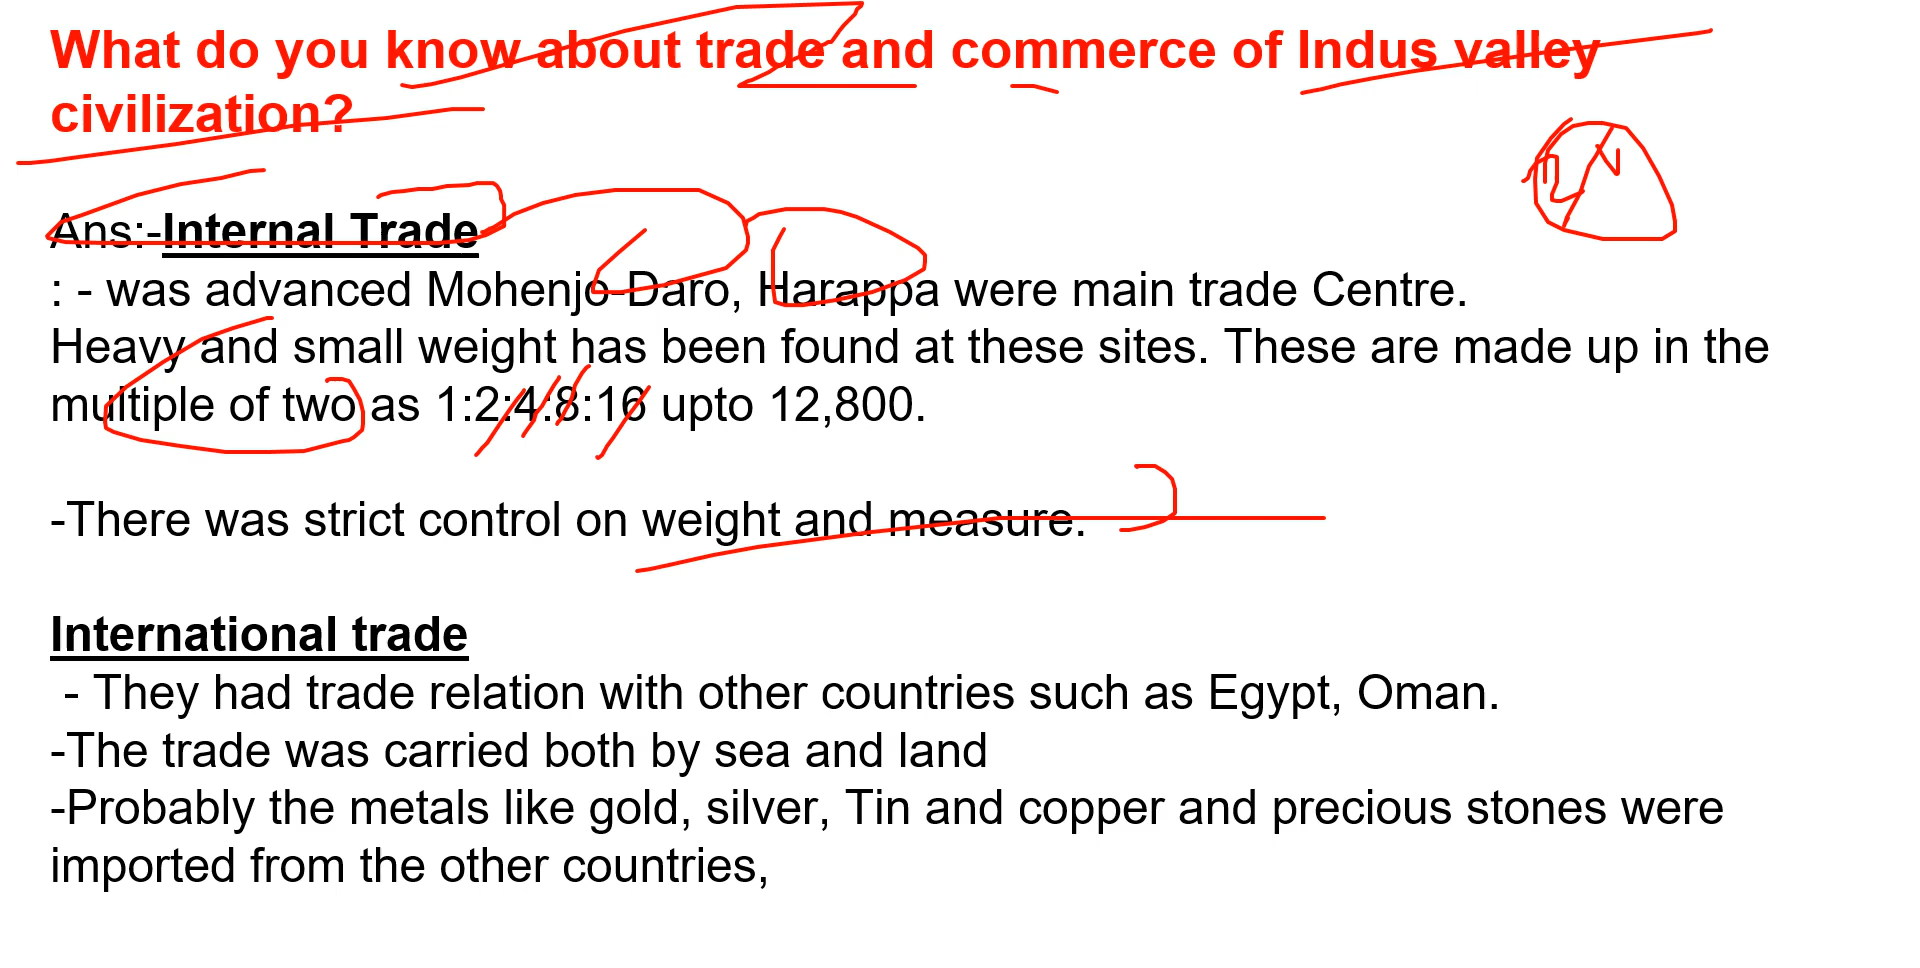 What do you know about trade and commerce of Indus valley
civilization?
Ans:-Internal Trade
: - was advanced Mohenjo-Daro, Harappa were main trade Centre.
Heavy and small weight has been found at these sites. These are made up in the
multiple of two as 1:2:4:8:16 upto 12,800.
-There was strict control on weight and measure.
International trade
- They had trade relation with other countries such as Egypt, Oman.
-The trade was carried both by sea and land
-Probably the metals like gold, silver, Tin and copper and precious stones were
imported from the other countries,